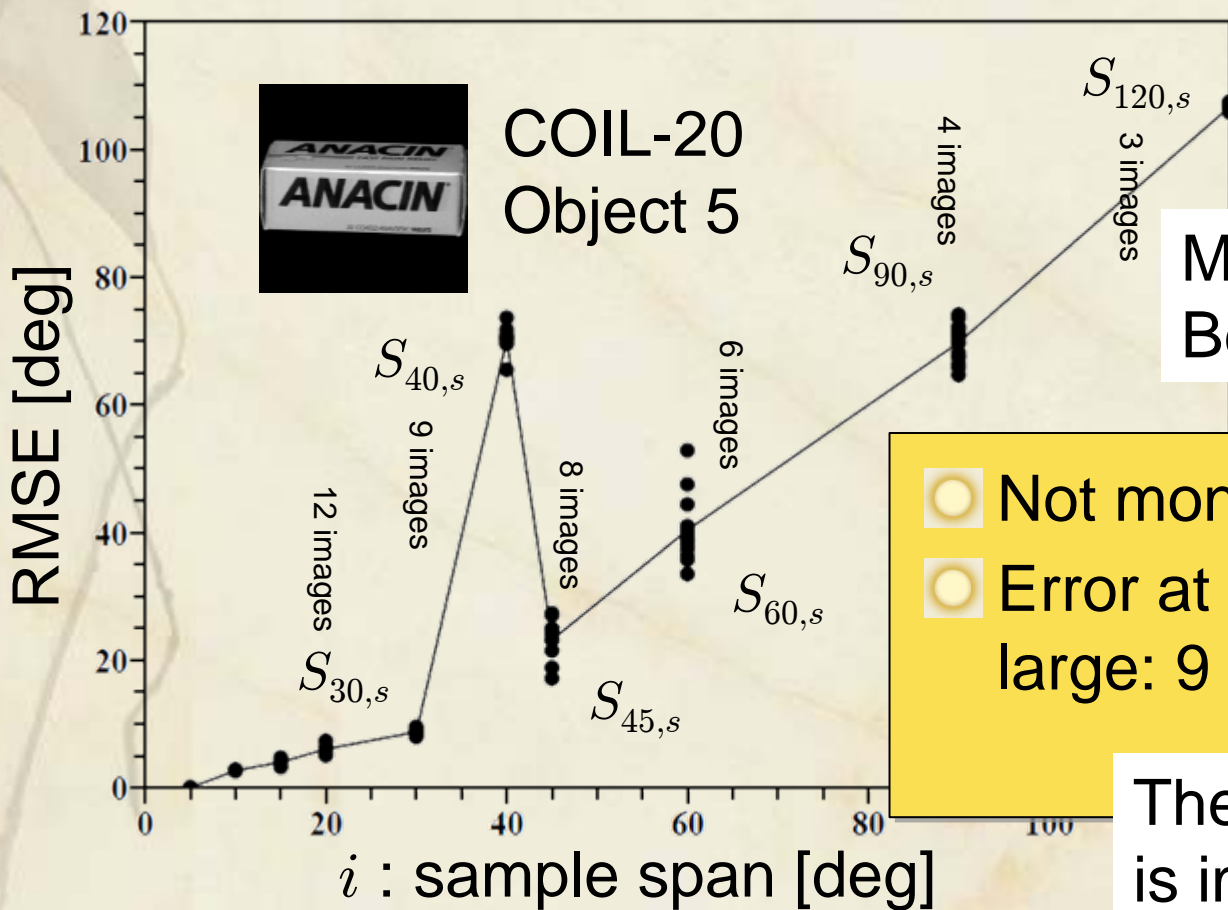 120
100
80
60
40
20
0
RMSE [deg]
ANACIN
ANACIN
COIL-20
Object 5
S120,s
4 images
3 images
S90,s
M
S40,s
6 images
9 images
8 images
12 images
S60,s
S30,s
S45,s
Not mon
Error at
large: 9
The
is in
0
20
40
60
80
100
i : sample span [deg]